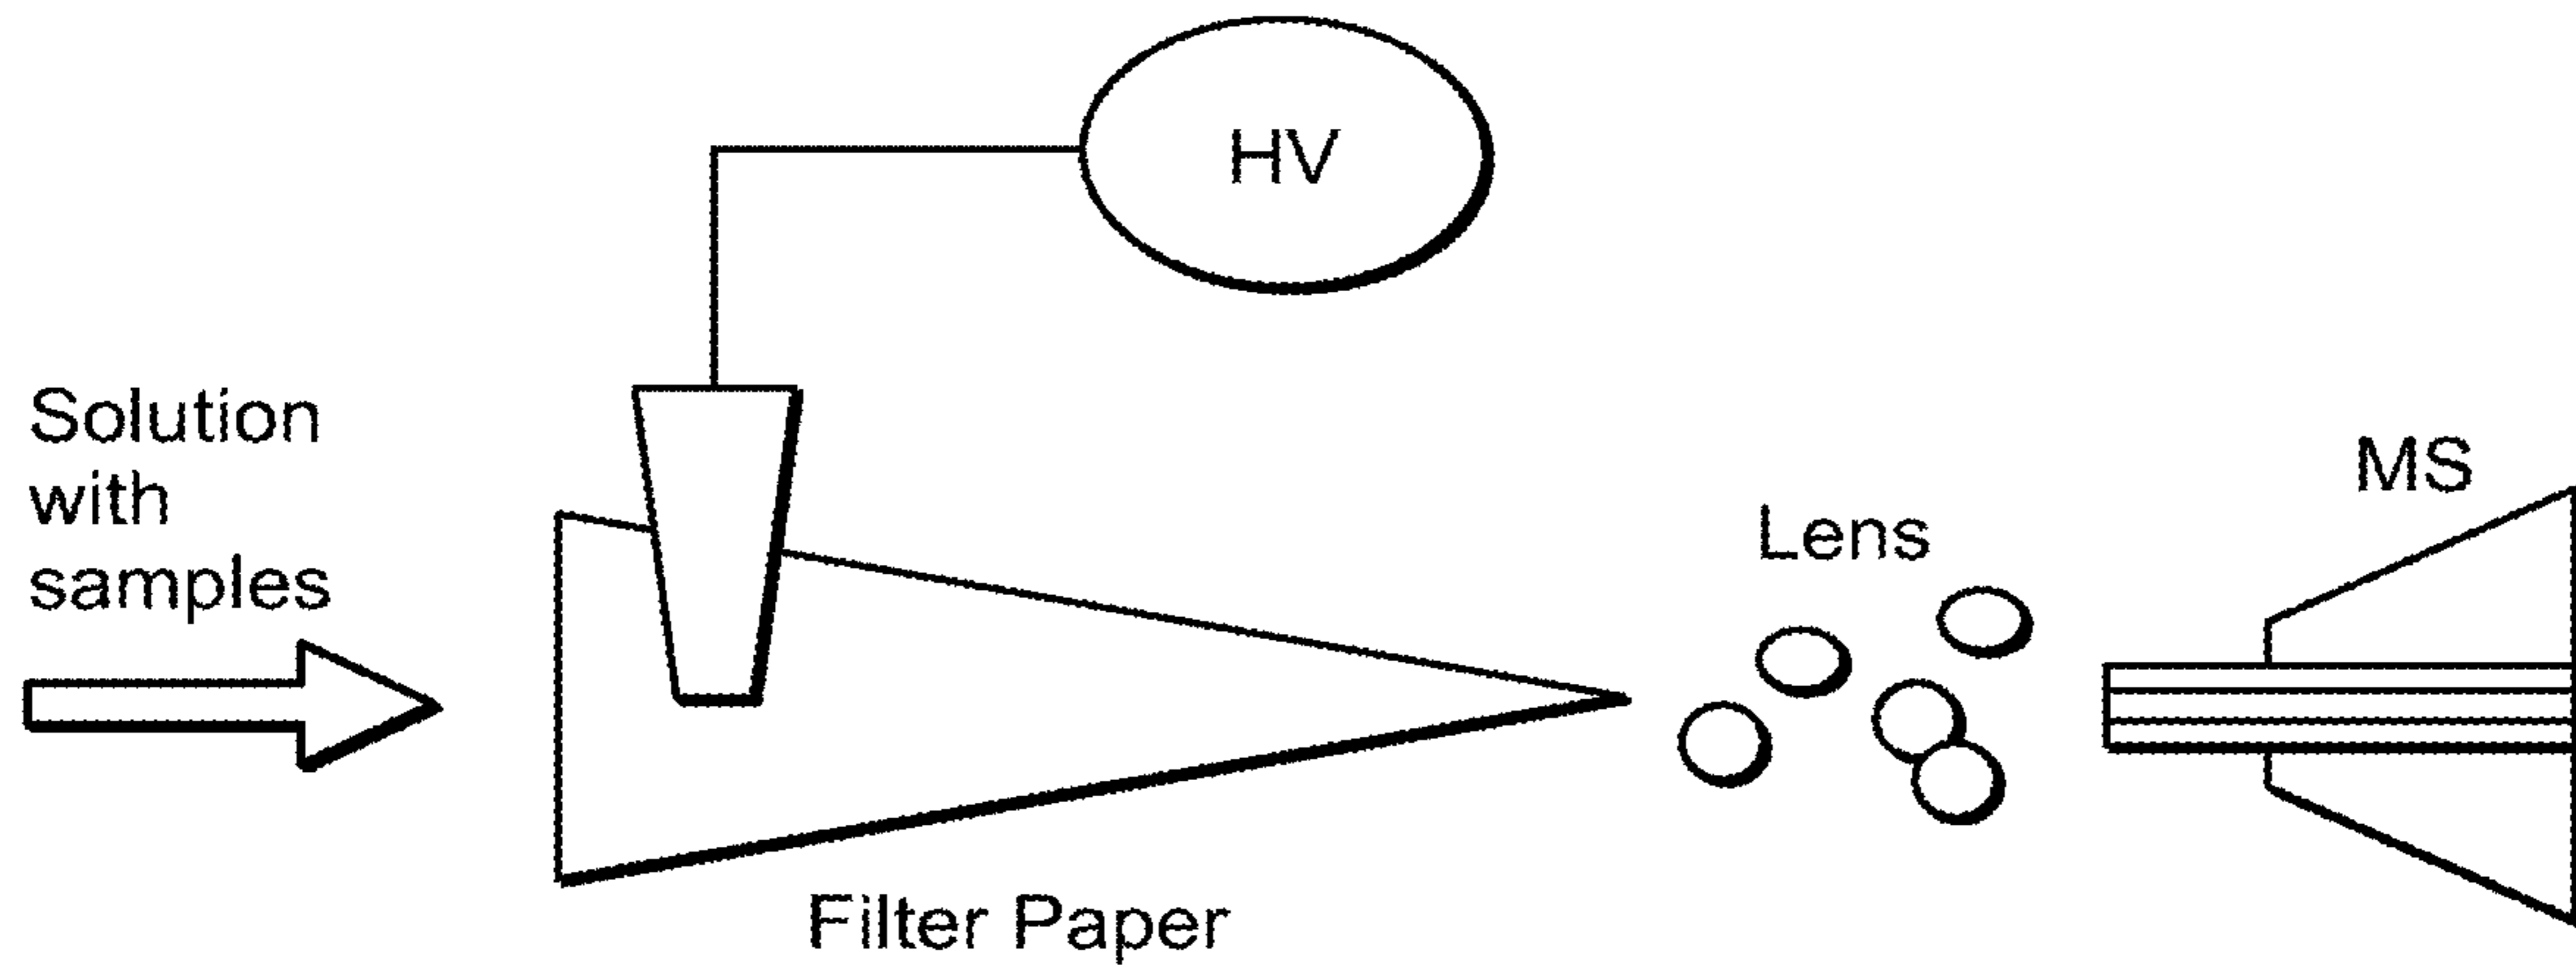 HV
Solution
with
samples
MS
Lens
Filter Paper